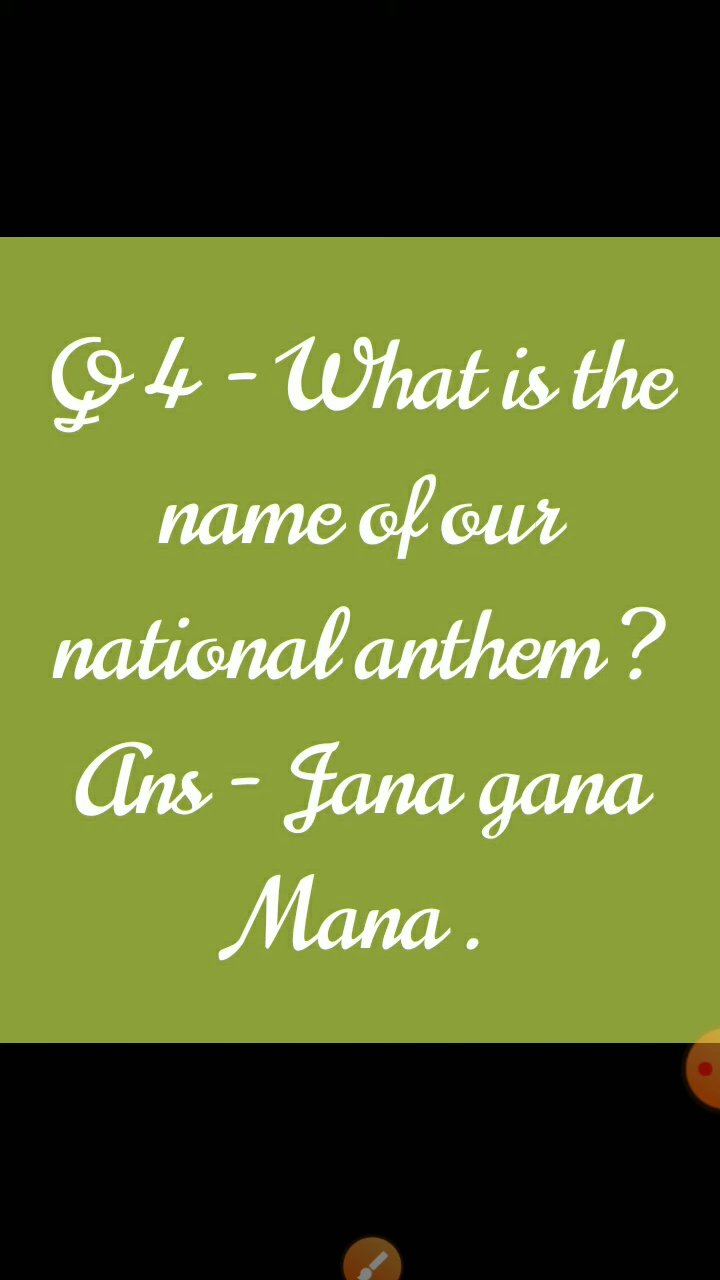 Q 4 - What is the
name of our
national anthem ?
Ans - Jana gana
Mana .